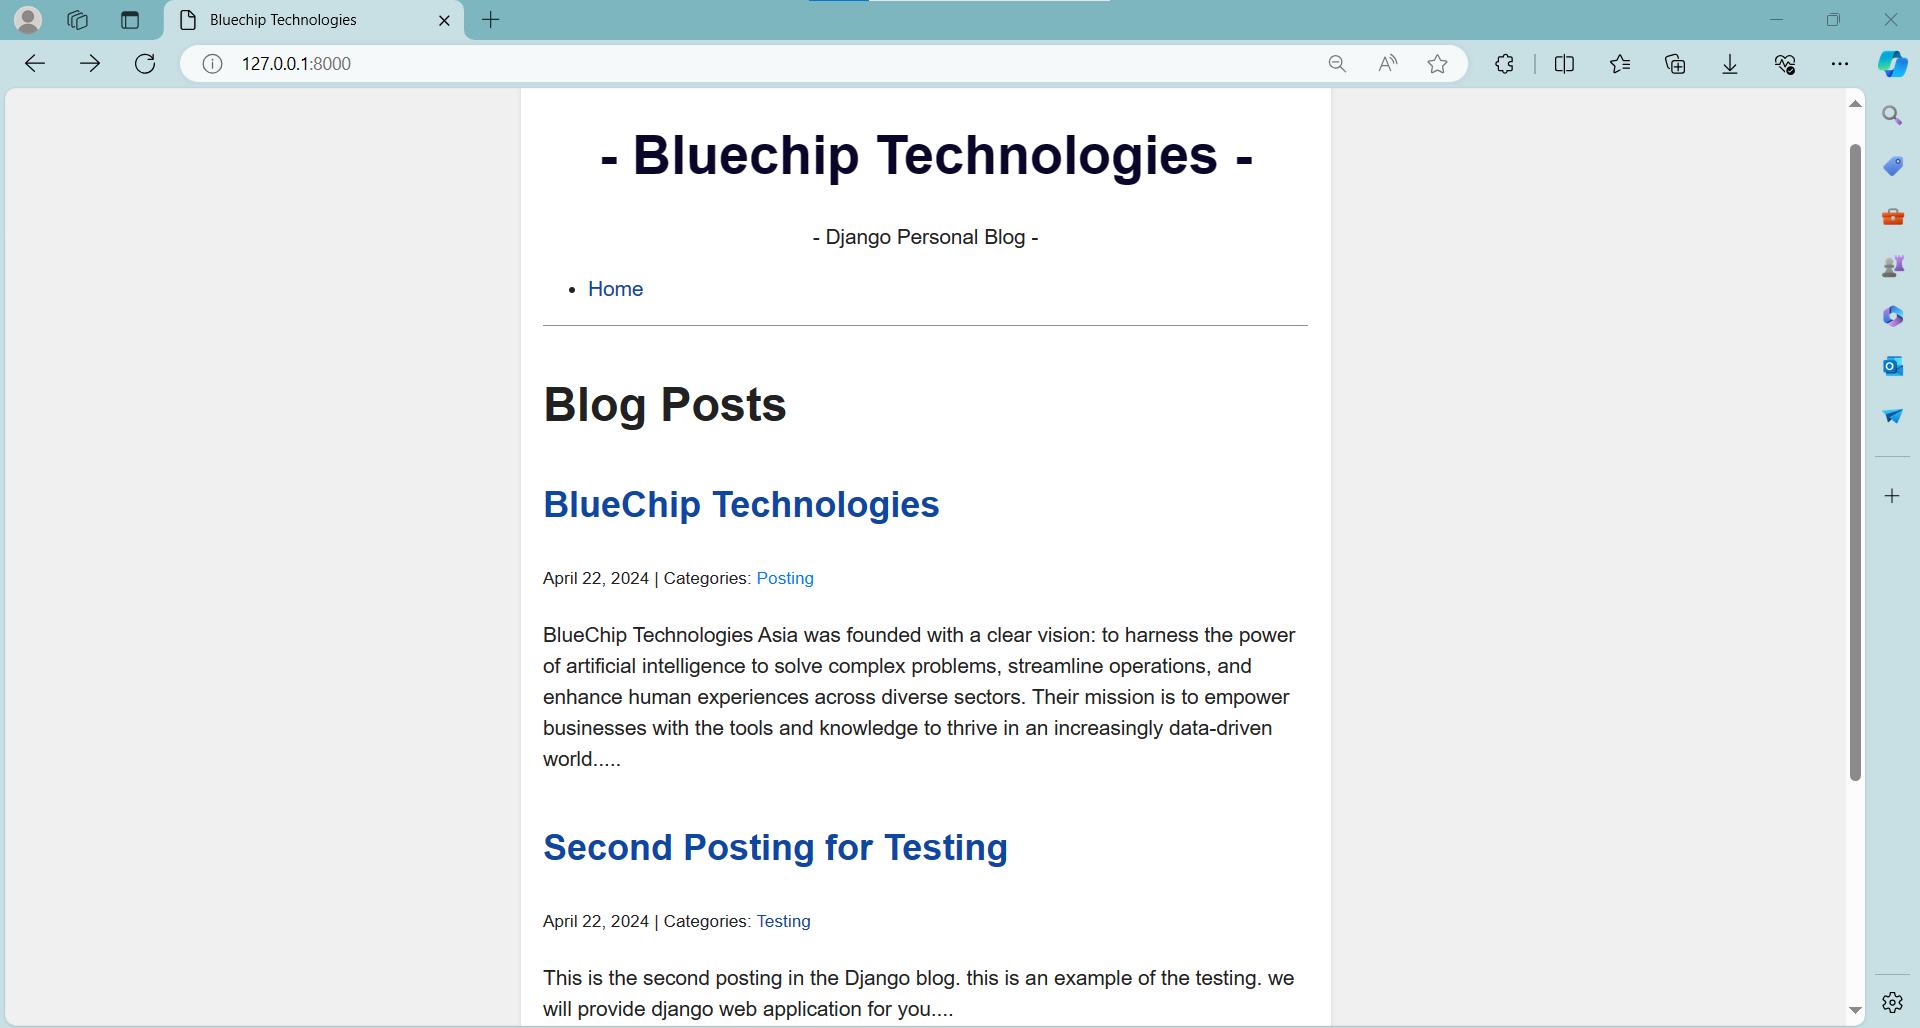 Bluechip Technologies
127.0.0.1:8000
- Bluechip Technologies -
- Django Personal Blog -
Home
Blog Posts
BlueChip Technologies
April 22, 2024 | Categories: Posting
BlueChip Technologies Asia was founded with a clear vision: to harness the power
of artificial intelligence to solve complex problems, streamline operations, and
enhance human experiences across diverse sectors. Their mission is to empower
businesses with the tools and knowledge to thrive in an increasingly data-driven
world.....
Second Posting for Testing
April 22, 2024 | Categories: Testing
This is the second posting in the Django blog. this is an example of the testing. we
will provide django web application for you....